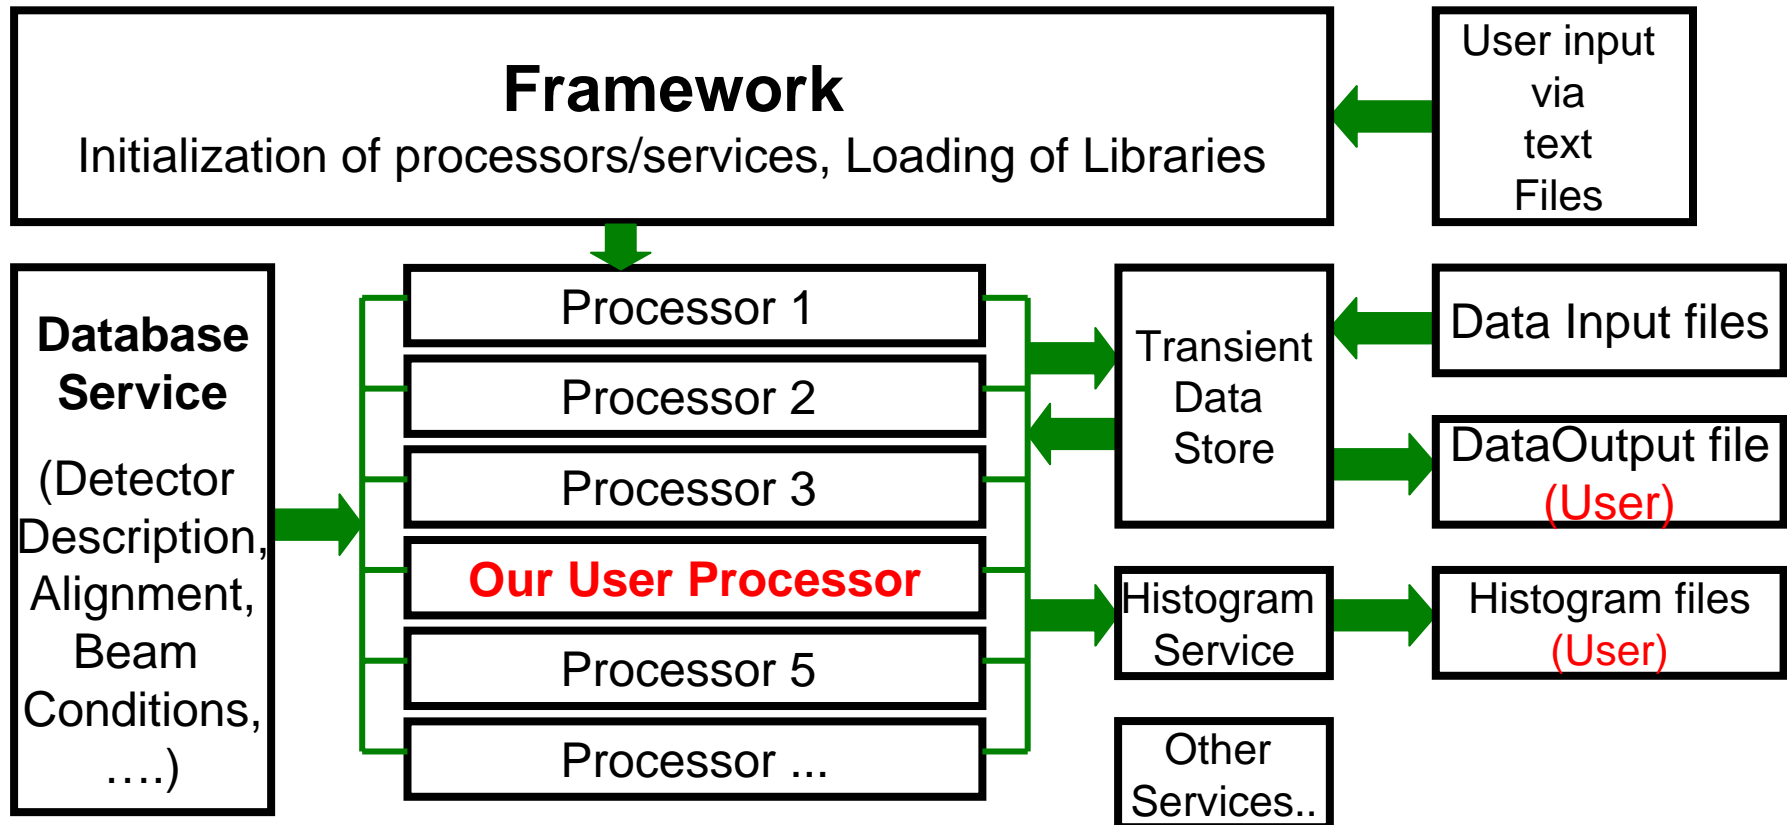 Framework
Initialization of processors/services, Loading of Libraries
User input
via
text
Files
Database
Service
(Detector
Description,
Alignment,
Beam
Conditions,
….)
Processor 1
Processor 2
Processor 3
Our User Processor
Processor 5
Processor ...
Transient
Data
Store
Histogram
Service
Other
Services..
Data Input files
DataOutput file
(User)
Histogram files
(User)